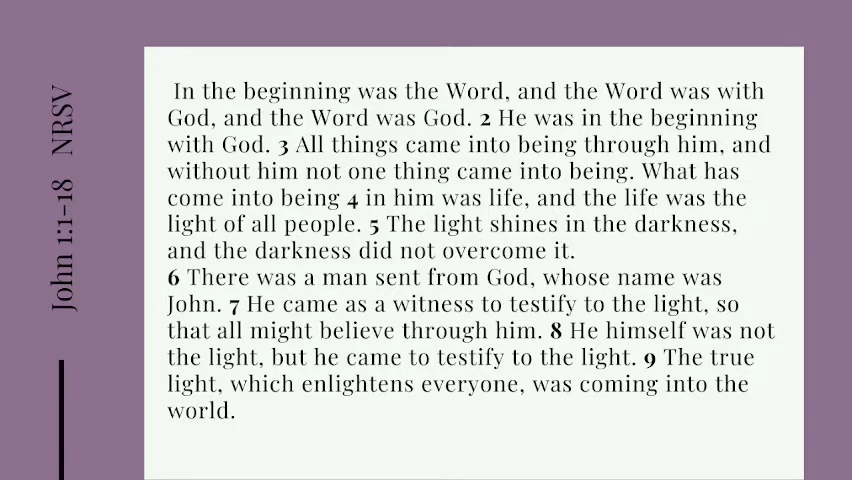 John 1:1-18 NRSV
In the beginning was the Word, and the Word was with
God, and the Word was God. 2 He was in the beginning
with God. 3 All things came into being through him, and
without him not one thing came into being. What has
come into being 4 in him was life, and the life was the
light of all people. 5 The light shines in the darkness,
and the darkness did not overcome it.
6 There was a man sent from God, whose name was
John. 7 He came as a witness to testify to the light, so
that all might believe through him. 8 He himself was not
the light, but he came to testify to the light. 9 The true
light, which enlightens everyone, was coming into the
world.